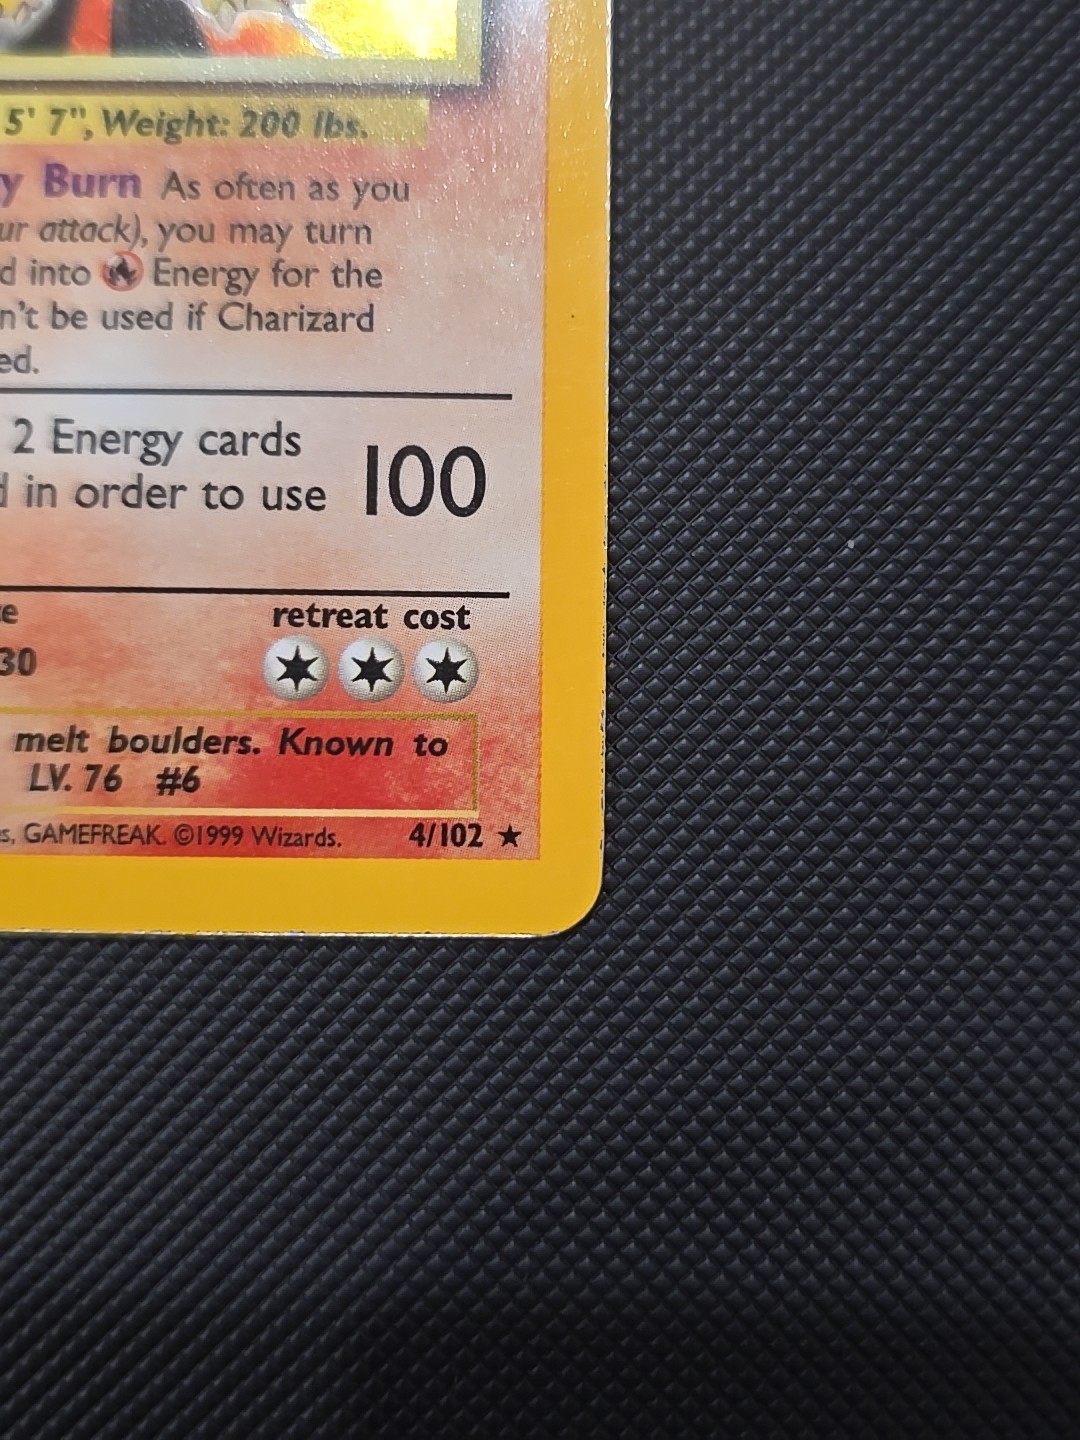 5' 7", Weight: 200 lbs.
y Burn As often as you
ur attack), you may turn
d into Energy for the
n't be used if Charizard
ed.
2 Energy cards
d in order to use 100
e retreat cost
30
melt boulders. Known to
LV. 76 #6
s, GAMEFREAK. ©1999 Wizards. 4/102 ★